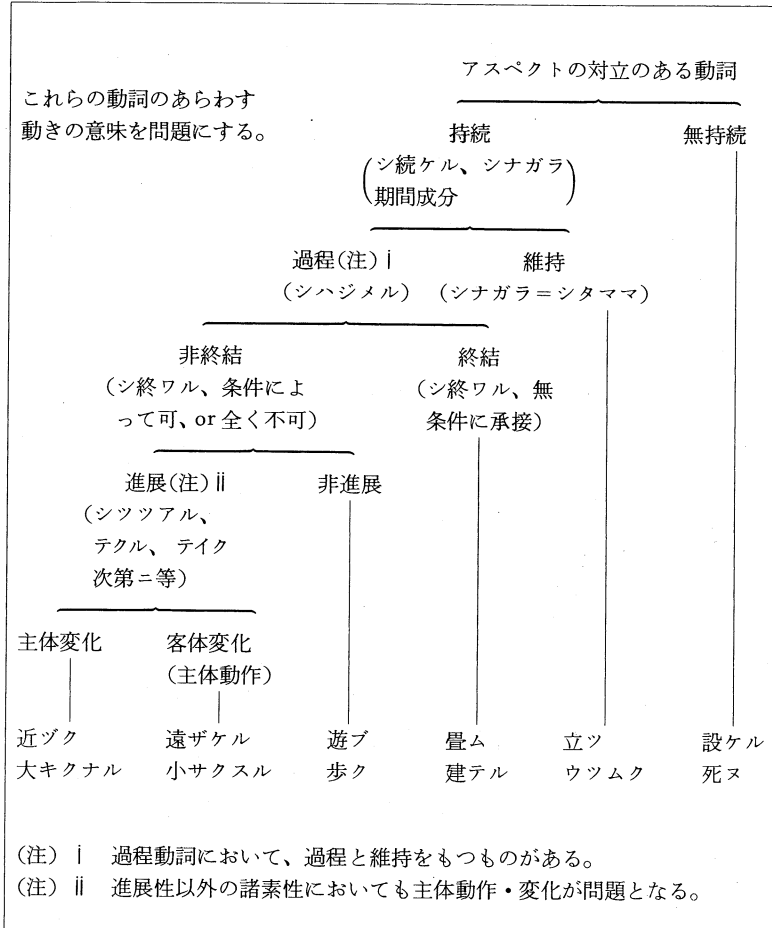 アスペクトの対立のある動詞
これらの動詞のあらわす
動きの意味を問題にする。
持続 無持続
(シ続ケル、シナガラ
期間成分)
過程(注)ⅰ 維持
(シハジメル) (シナガラ=シタママ)
非終結 終結
(シ終ワル、条件によ (シ終ワル、無
って可、or 全く不可) 条件に承接)
進展(注)ⅱ 非進展
(シツツアル、
テクル、テイク
次第ニ等)
主体変化 客体変化
(主体動作)
近ヅク 遠ザケル 遊ブ 畳ム 立ツ 設ケル
大キクナル 小サクスル 歩ク 建テル ウツムク 死ヌ
(注) ⅰ 過程動詞において、過程と維持をもつものがある。
(注) ⅱ 進展性以外の諸素性においても主体動作・変化が問題となる。